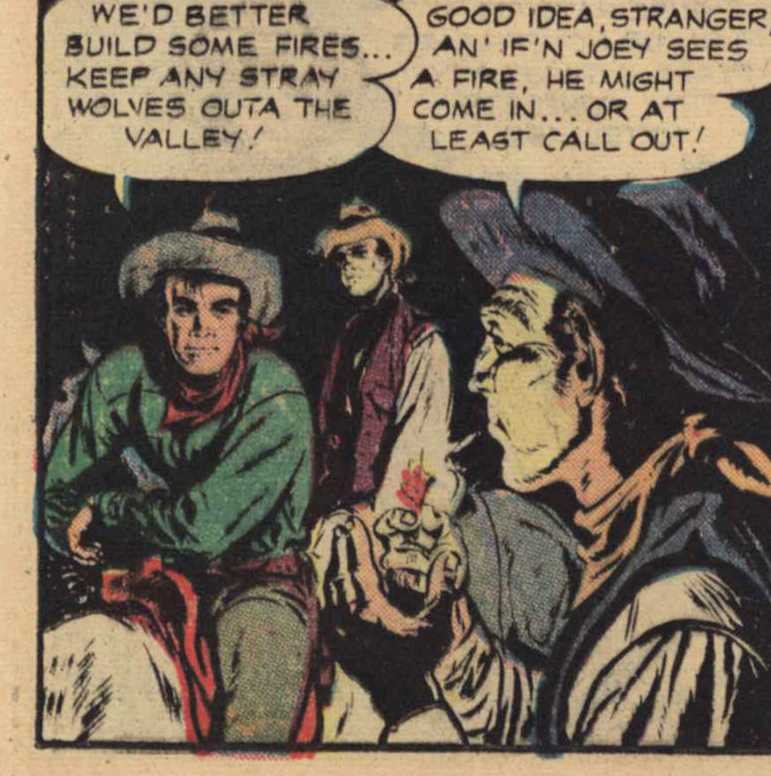 WE'D BETTER
BUILD SOME FIRES...
KEEP ANY STRAY
WOLVES OUTA THE
VALLEY!
GOOD IDEA, STRANGER,
AN' IF'N JOEY SEES
A FIRE, HE MIGHT
COME IN... OR AT
LEAST CALL OUT!